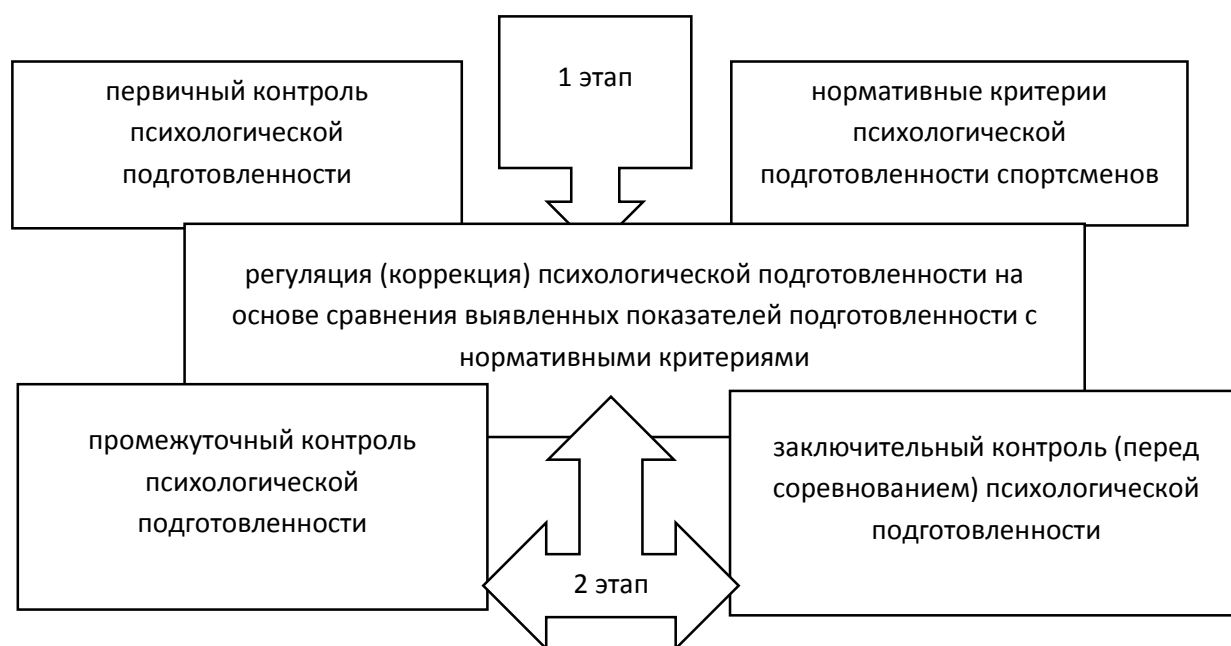 первичный контроль
психологической
подготовленности
1 этап
нормативные критерии
психологической
подготовленности спортсменов
регуляция (коррекция) психологической подготовленности на
основе сравнения выявленных показателей подготовленности с
нормативными критериями
промежуточный контроль
психологической
подготовленности
2 этап
заключительный контроль (перед
соревнованием) психологической
подготовленности